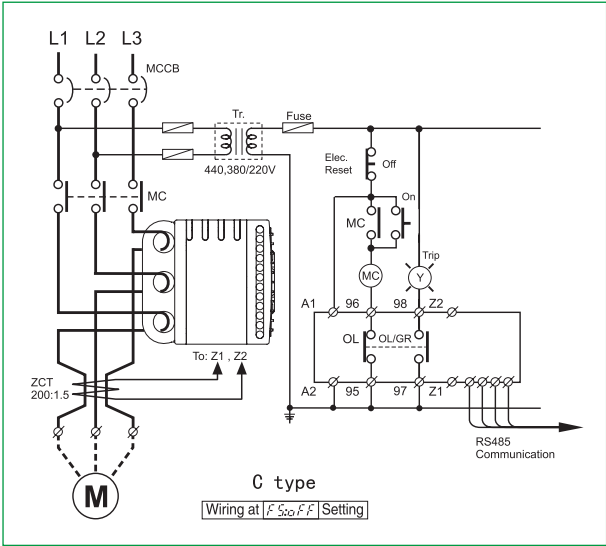 L1 L2 L3
MCCB
Tr.
Fuse
440,380/220V
Elec.
Reset
Off
MC
On
MC
Trip
MC
Y
A1 96 98 Z2
OL OL/GR
To: Z1 , Z2
ZCT
200:1.5
A2 95 97 Z1
RS485
Communication
M
C type
Wiring at FS:oFF Setting